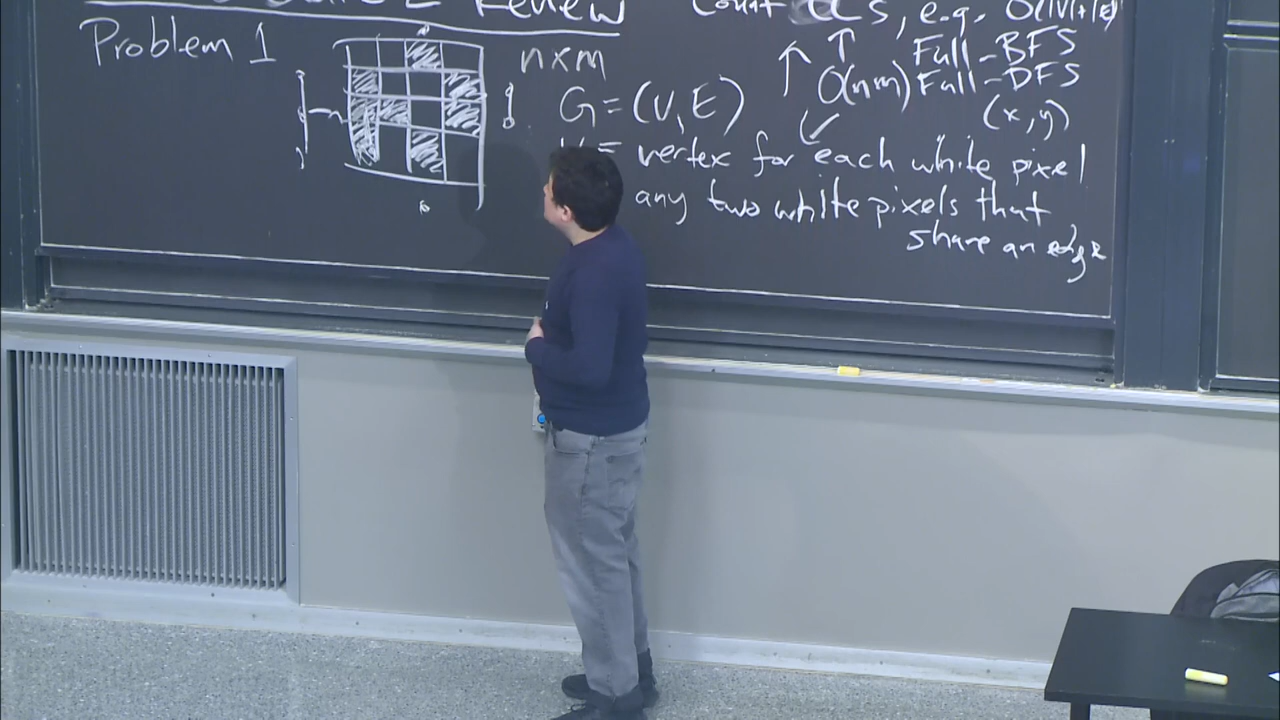 Review
Problem 1
n×m
G = (V, E)
= vertex for each white pixel
any two white pixels that
share an edge
Count CCs, e.g. O(|V|+|E|)
Full-BFS
O(nm) Full-DFS
(x,y)